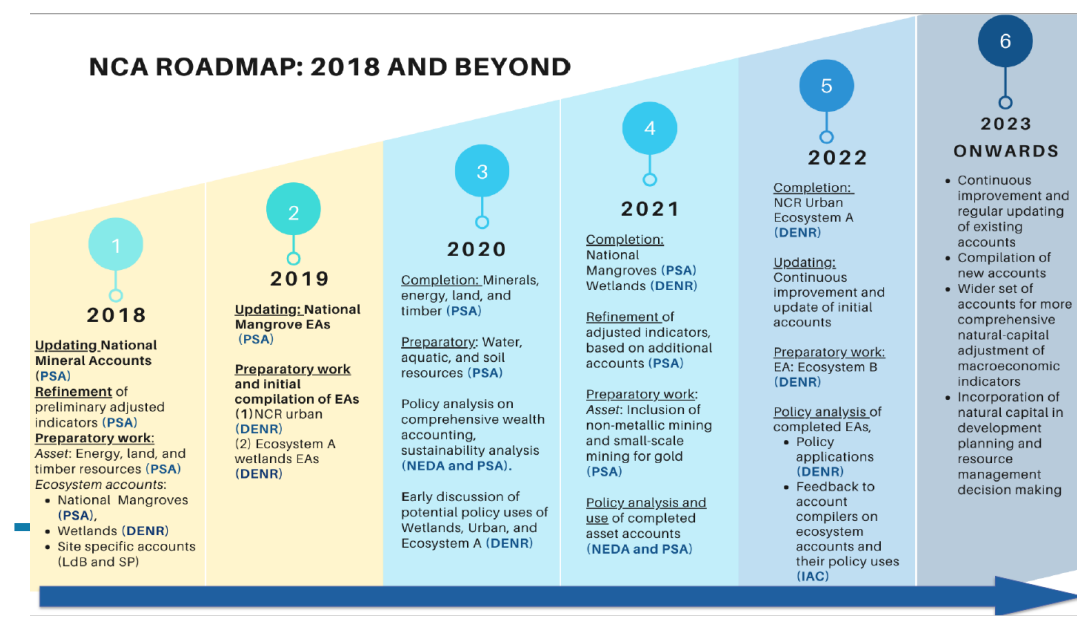 NCA ROADMAP: 2018 AND BEYOND
1
2018
Updating National
Mineral Accounts
(PSA)
Refinement of
preliminary adjusted
indicators (PSA)
Preparatory work:
Asset: Energy, land, and
timber resources (PSA)
Ecosystem accounts:
• National Mangroves
(PSA),
• Wetlands (DENR)
• Site specific accounts
(LdB and SP)
2
2019
Updating: National
Mangrove EAs
(PSA)
Preparatory work
and initial
compilation of EAs
(1)NCR urban
(DENR)
(2) Ecosystem A
wetlands EAs
(DENR)
3
2020
Completion: Minerals,
energy, land, and
timber (PSA)
Preparatory: Water,
aquatic, and soil
resources (PSA)
Policy analysis on
comprehensive wealth
accounting,
sustainability analysis
(NEDA and PSA).
Early discussion of
potential policy uses of
Wetlands, Urban, and
Ecosystem A (DENR)
4
2021
Completion:
National
Mangroves (PSA)
Wetlands (DENR)
Refinement of
adjusted indicators,
based on additional
accounts (PSA)
Preparatory work:
Asset: Inclusion of
non-metallic mining
and small-scale
mining for gold
(PSA)
Policy analysis and
use of completed
asset accounts
(NEDA and PSA)
5
2022
Completion:
NCR Urban
Ecosystem A
(DENR)
Updating:
Continuous
improvement and
update of initial
accounts
Preparatory work:
EA: Ecosystem B
(DENR)
Policy analysis of
completed EAs,
• Policy
applications
(DENR)
• Feedback to
account
compilers on
ecosystem
accounts and
their policy uses
(IAC)
6
2023
ONWARDS
• Continuous
improvement and
regular updating
of existing
accounts
• Compilation of
new accounts
• Wider set of
accounts for more
comprehensive
natural-capital
adjustment of
macroeconomic
indicators
• Incorporation of
natural capital in
development
planning and
resource
management
decision making